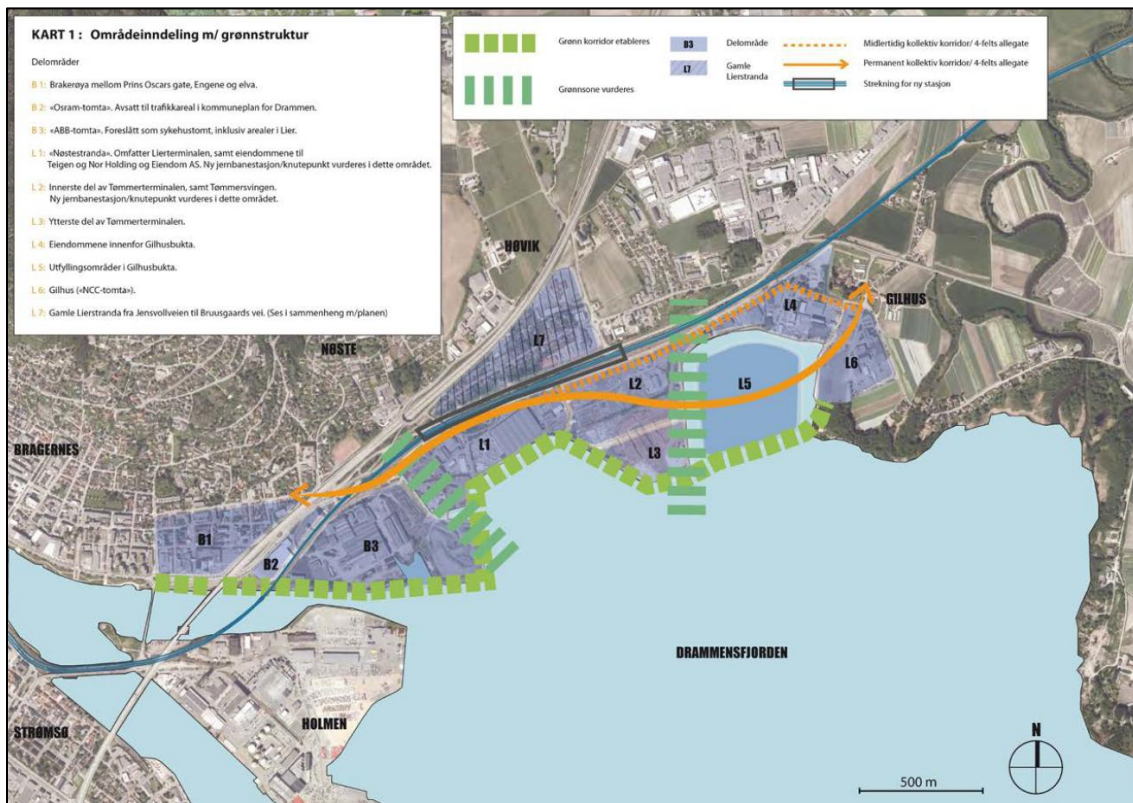 KART 1 : Områdeinndeling m/ grønnstruktur
Delområder
B 1: Brakerøya mellom Prins Oscars gate, Engene og elva.
B 2: «Osram-tomta». Avsatt til trafikkareal i kommuneplan for Drammen.
B 3: «ABB-tomta». Foreslått som sykehustomt, inklusiv arealer i Lier.
L 1: «Nøstestranda». Omfatter Lierterminalen, samt eiendommene til
Teigen og Nor Holding og Eiendom AS. Ny jernbanestasjon/knutepunkt vurderes i dette området.
L 2: Innerste del av Tømmerterminalen, samt Tømmersvingen.
Ny jernbanestasjon/knutepunkt vurderes i dette området.
L 3: Ytterste del av Tømmerterminalen.
L 4: Eiendommene innenfor Gilhusbukta.
L 5: Utfyllingsområder i Gilhusbukta.
L 6: Gilhus («NCC-tomta»).
L 7: Gamle Lierstranda fra Jensvollveien til Bruusgaards vei. (Ses i sammenheng m/planen)
Grønn korridor etableres
Grønnsone vurderes
B3 Delområde
L7 Gamle
Lierstranda
Midlertidig kollektiv korridor/ 4-felts allegate
Permanent kollektiv korridor/ 4-felts allegate
Strekning for ny stasjon
HØVIK
GILHUS
L4
L7
NØSTE
L6
L2
L5
L1
L3
BRAGERNES
B1
B3
B2
DRAMMENSFJORDEN
HOLMEN
STRØMSØ
N
500 m